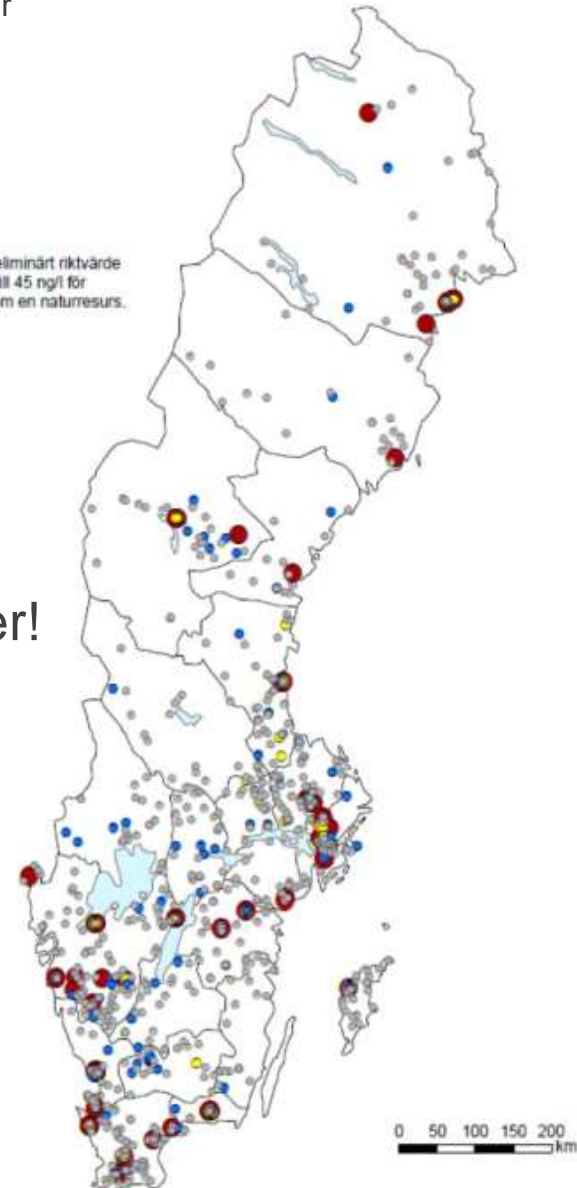 r
eliminärt riktvärde
ill 45 ng/l för
m en naturresurs.
er!
0 50 100 150 200
km